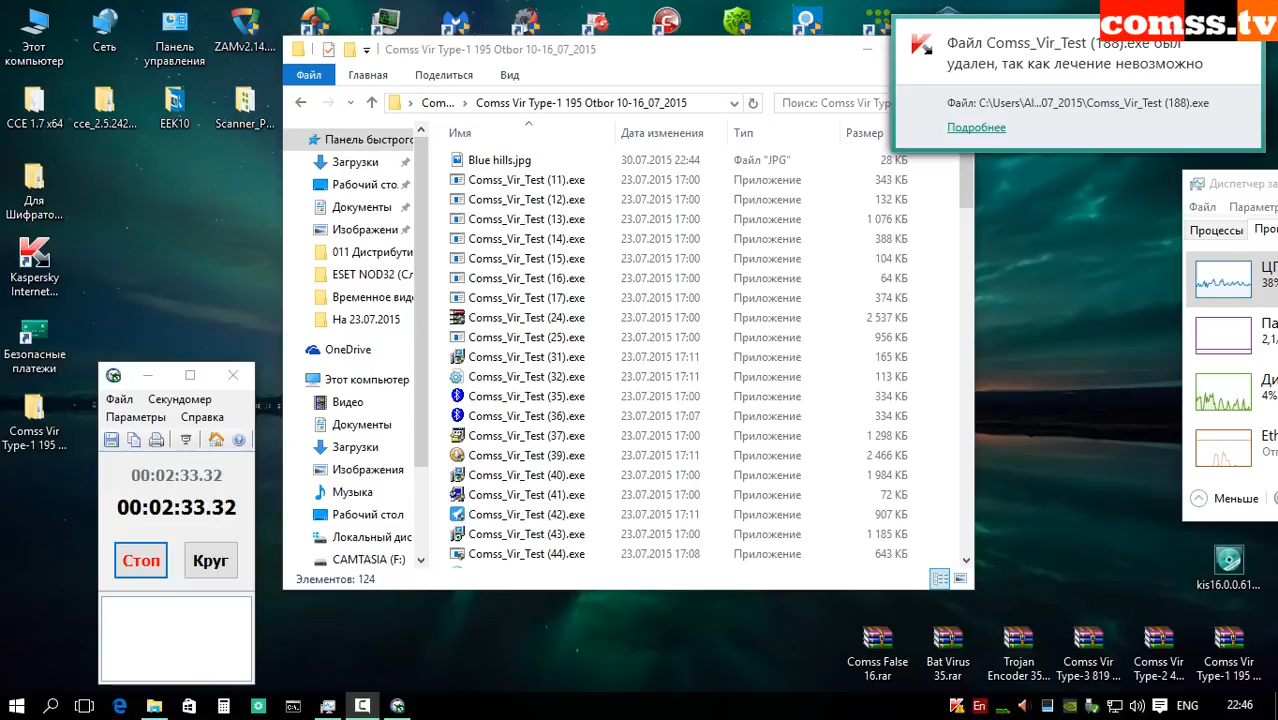 comss.tv
Этот
компьютер
Сеть
Панель
управления
ZAMv2.14....
CCE 1.7 x64
cce_2.5.242...
EEK10
Scanner_P...
Для
Шифрато...
Kaspersky
Internet...
Безопасные
платежи
Comss Vir
Type-1 195 ...
Comss Vir Type-1 195 Otbor 10-16_07_2015
Файл
Главная
Поделиться
Вид
Com...
Comss Vir Type-1 195 Otbor 10-16_07_2015
Поиск: Comss Vir Ty
Имя
Дата изменения
Тип
Размер
Панель быстрого
Загрузки
Рабочий сто.
Документы
Изображени
011 Дистрибути
ESET NOD32 (Сл
Временное виде
На 23.07.2015
OneDrive
Этот компьютер
Видео
Документы
Загрузки
Изображения
Музыка
Рабочий стол
Локальный дис
CAMTASIA (F:)
Blue hills.jpg 30.07.2015 22:44 Файл "JPG" 28 КБ
Comss_Vir_Test (11).exe 23.07.2015 17:00 Приложение 343 КБ
Comss_Vir_Test (12).exe 23.07.2015 17:00 Приложение 132 КБ
Comss_Vir_Test (13).exe 23.07.2015 17:00 Приложение 1 076 КБ
Comss_Vir_Test (14).exe 23.07.2015 17:00 Приложение 388 КБ
Comss_Vir_Test (15).exe 23.07.2015 17:00 Приложение 104 КБ
Comss_Vir_Test (16).exe 23.07.2015 17:00 Приложение 64 КБ
Comss_Vir_Test (17).exe 23.07.2015 17:00 Приложение 374 КБ
Comss_Vir_Test (24).exe 23.07.2015 17:00 Приложение 2 537 КБ
Comss_Vir_Test (25).exe 23.07.2015 17:00 Приложение 956 КБ
Comss_Vir_Test (31).exe 23.07.2015 17:11 Приложение 165 КБ
Comss_Vir_Test (32).exe 23.07.2015 17:11 Приложение 113 КБ
Comss_Vir_Test (35).exe 23.07.2015 17:00 Приложение 334 КБ
Comss_Vir_Test (36).exe 23.07.2015 17:07 Приложение 334 КБ
Comss_Vir_Test (37).exe 23.07.2015 17:00 Приложение 1 298 КБ
Comss_Vir_Test (39).exe 23.07.2015 17:11 Приложение 2 466 КБ
Comss_Vir_Test (40).exe 23.07.2015 17:00 Приложение 1 984 КБ
Comss_Vir_Test (41).exe 23.07.2015 17:00 Приложение 72 КБ
Comss_Vir_Test (42).exe 23.07.2015 17:11 Приложение 907 КБ
Comss_Vir_Test (43).exe 23.07.2015 17:00 Приложение 1 185 КБ
Comss_Vir_Test (44).exe 23.07.2015 17:08 Приложение 643 КБ
Элементов: 124
Файл Comss_Vir_Test (188).exe был
удален, так как лечение невозможно
Файл: C:\Users\Al...07_2015\Comss_Vir_Test (188).exe
Подробнее
Диспетчер за
Файл
Параметр
Процессы
Про
ЦГ
38%
Па
2,1/
Ди
4%
Eth
Отг
Меньше
Файл
Секундомер
Параметры
Справка
00:02:33.32
00:02:33.32
Стоп
Круг
kis16.0.0.61...
Comss False
16.rar
Bat Virus
35.rar
Trojan
Encoder 35...
Comss Vir
Type-3 819 ...
Comss Vir
Type-2 4...
Comss Vir
Type-1 195 ...
En
ENG
22:46